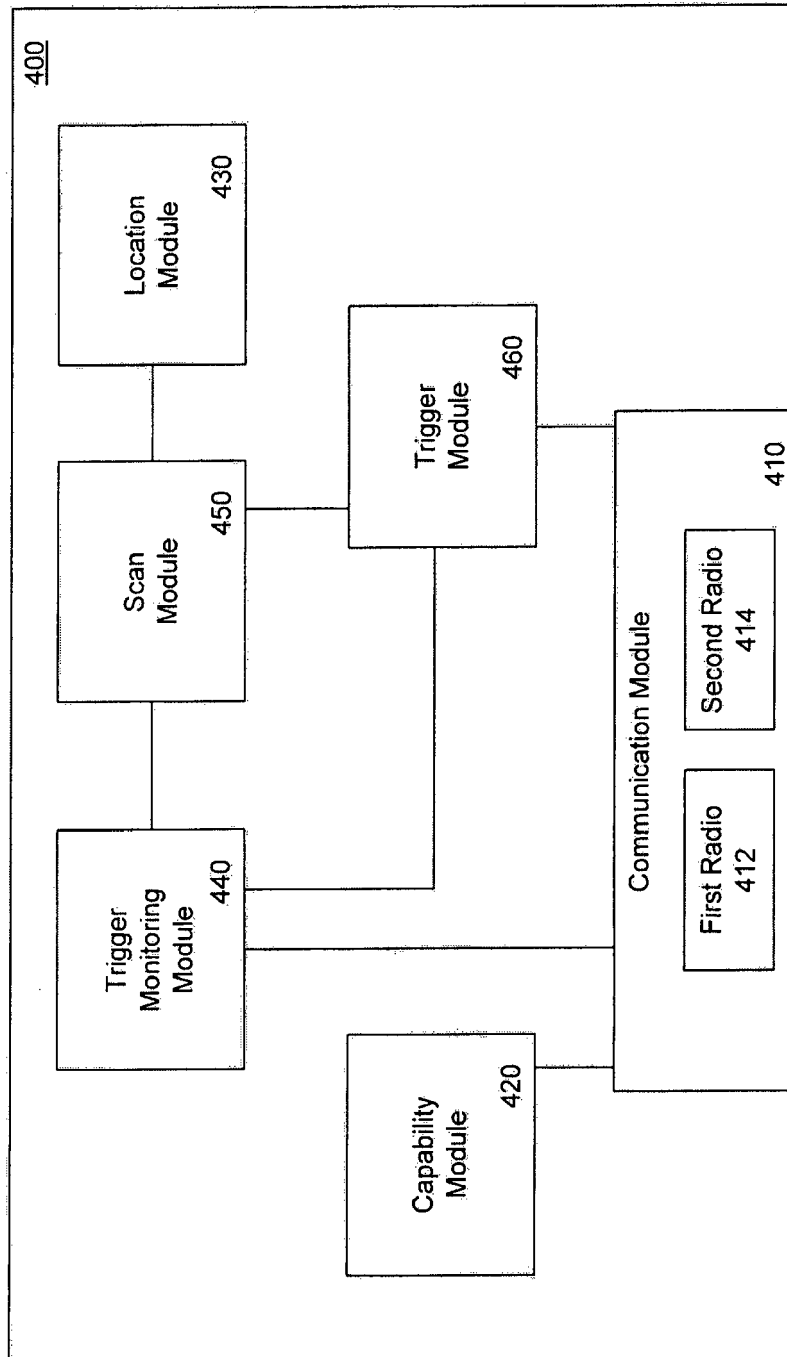 400
Trigger
Monitoring
Module
440
Scan
Module
450
Location
Module
430
Capability
Module
420
Trigger
Module
460
Communication Module
410
First Radio
412
Second Radio
414